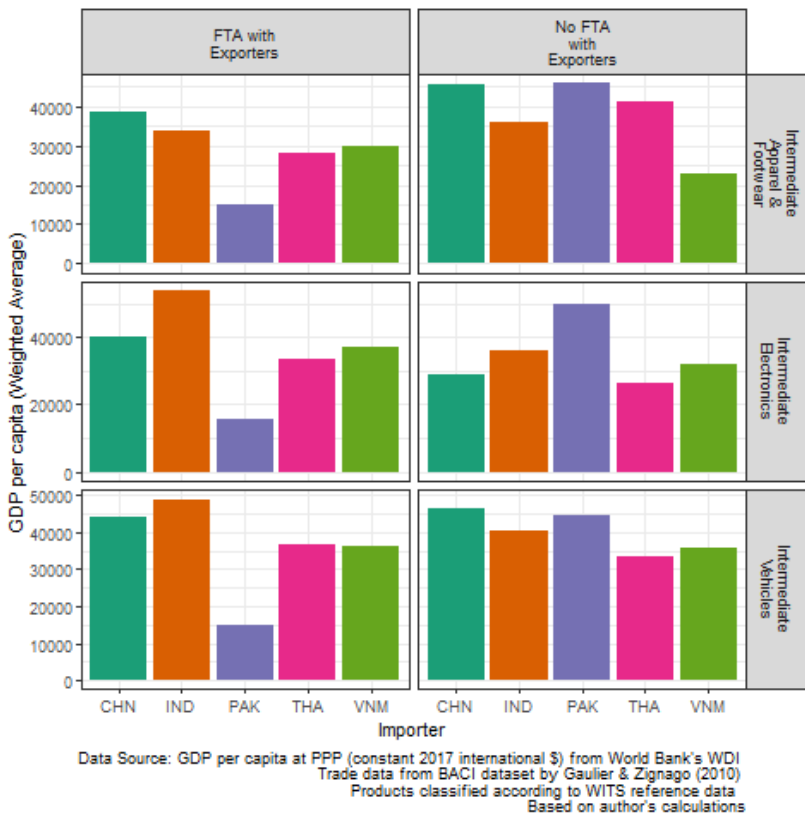 FTA with
Exporters
No FTA
with
Exporters
GDP per capita (Weighted Average)
40000
30000
20000
10000
0
Intermediate
Apparel &
Footwear
40000
20000
0
Intermediate
Electronics
50000
40000
30000
20000
10000
0
Intermediate
Vehicles
CHN IND PAK THA VNM
CHN IND PAK THA VNM
Importer
Data Source: GDP per capita at PPP (constant 2017 international $) from World Bank's WDI
Trade data from BACI dataset by Gaulier & Zignago (2010)
Products classified according to WITS reference data
Based on author's calculations